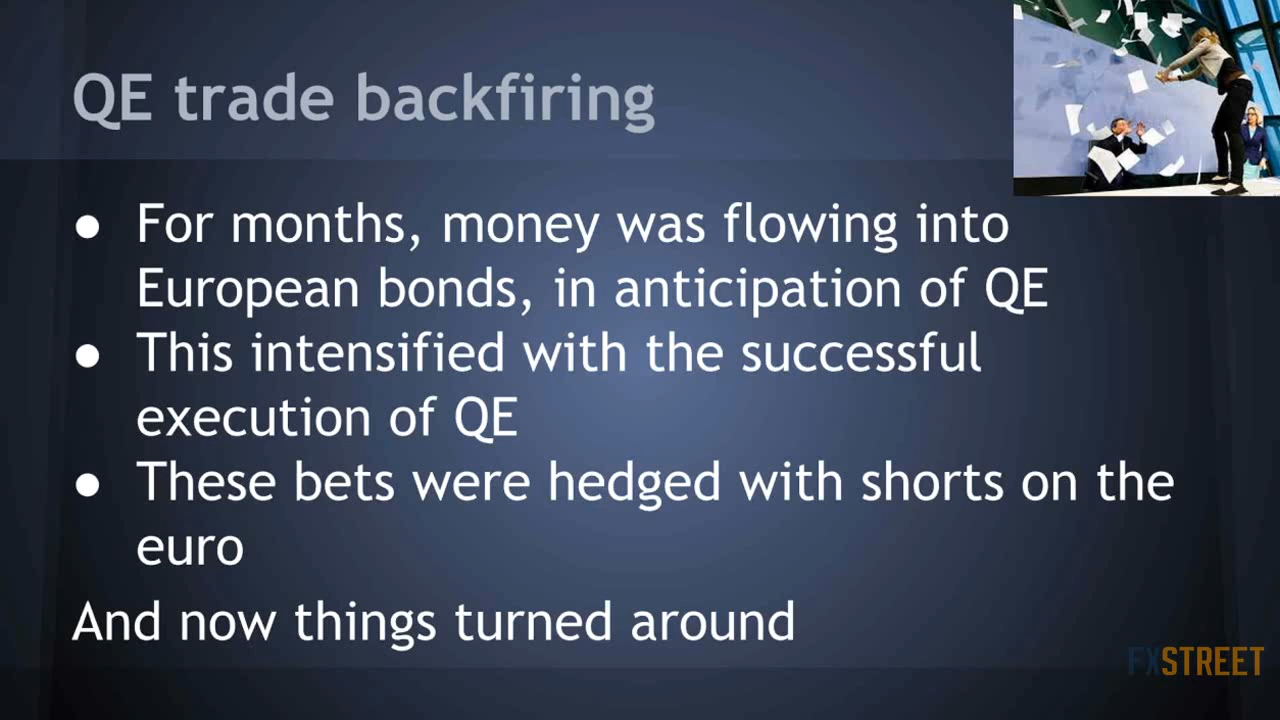 QE trade backfiring
● For months, money was flowing into
European bonds, in anticipation of QE
● This intensified with the successful
execution of QE
● These bets were hedged with shorts on the
euro
And now things turned around
FXSTREET